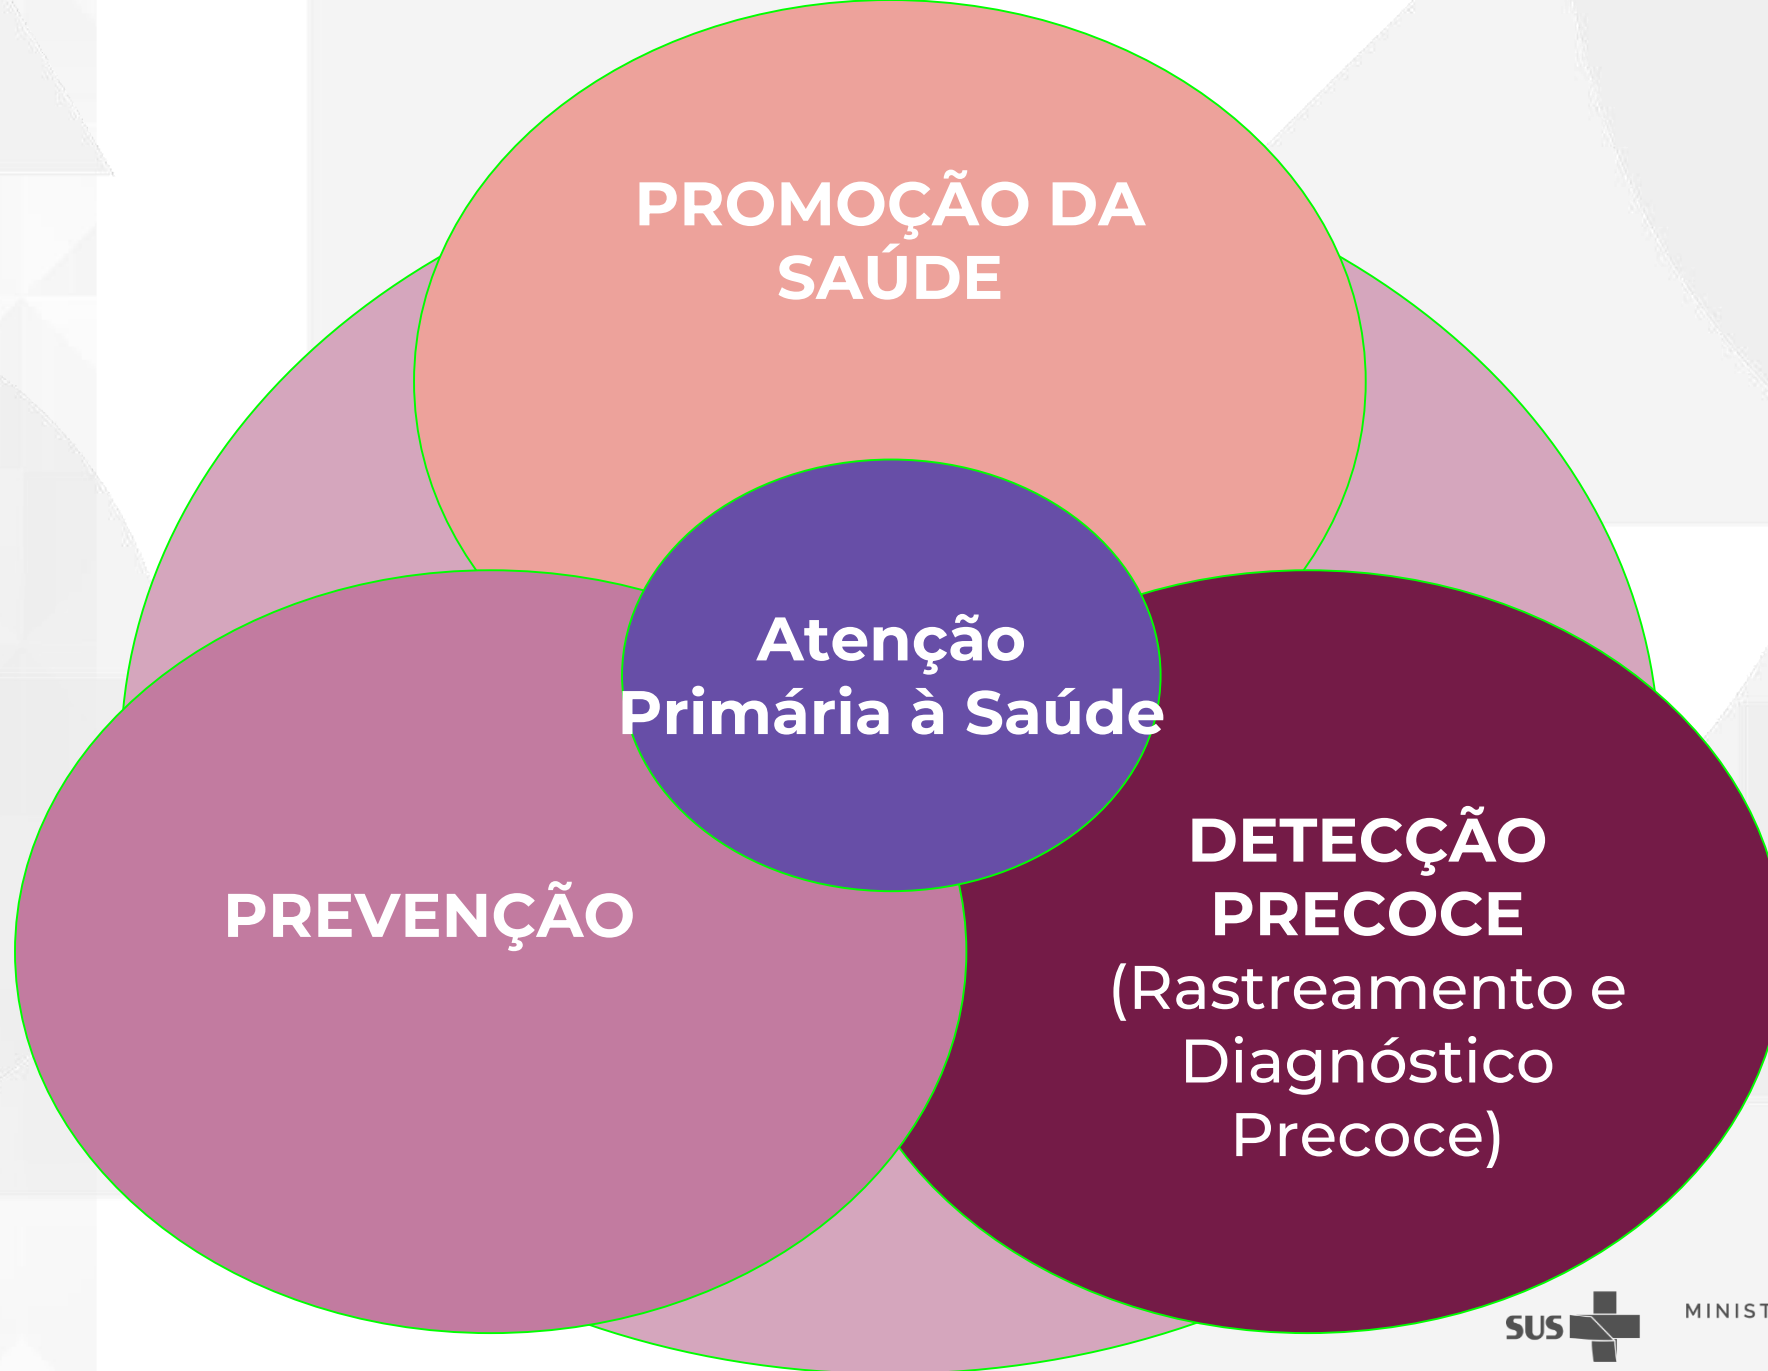 PROMOÇÃO DA
SAÚDE
Atenção
Primária à Saúde
PREVENÇÃO
DETECÇÃO
PRECOCE
(Rastreamento e
Diagnóstico
Precoce)
SUS
MINIST